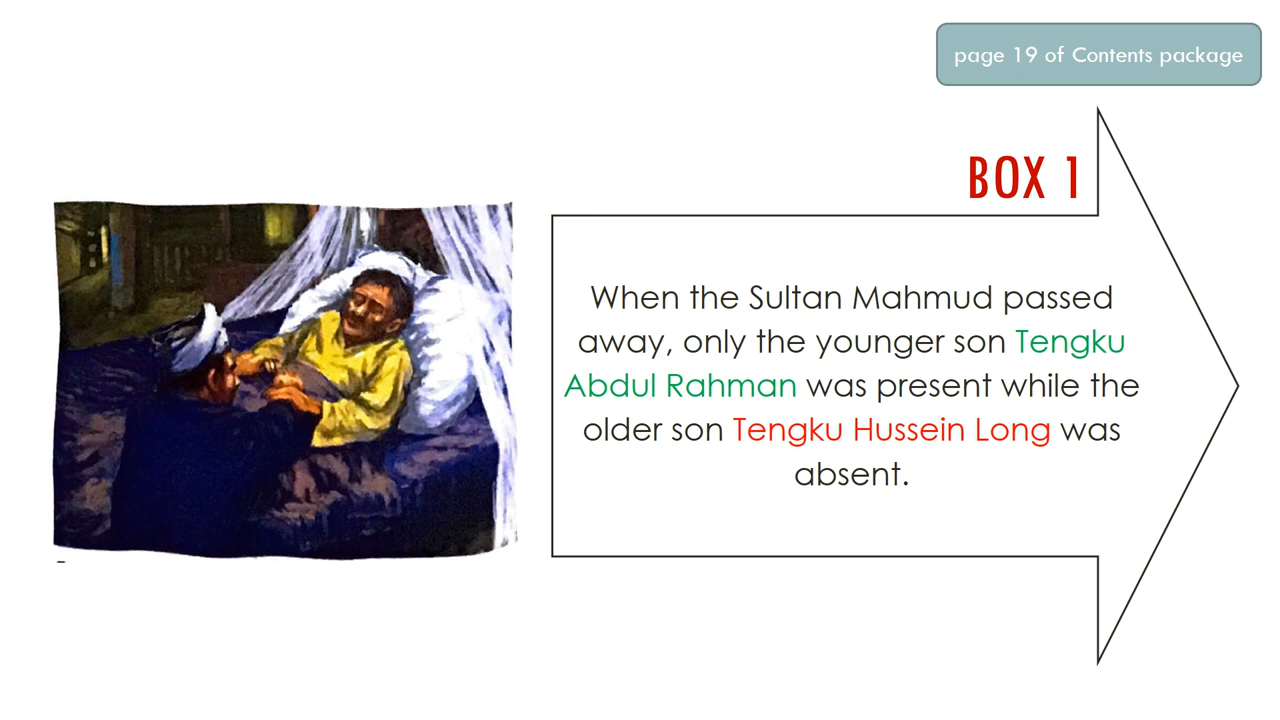 page 19 of Contents package
BOX 1
When the Sultan Mahmud passed
away, only the younger son Tengku
Abdul Rahman was present while the
older son Tengku Hussein Long was
absent.